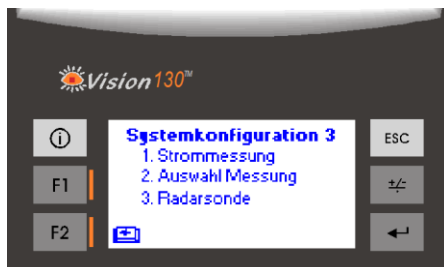 Vision130™
i
Systemkonfiguration 3
ESC
1. Strommessung
F1
2. Auswahl Messung
+/-
3. Radarsonde
F2